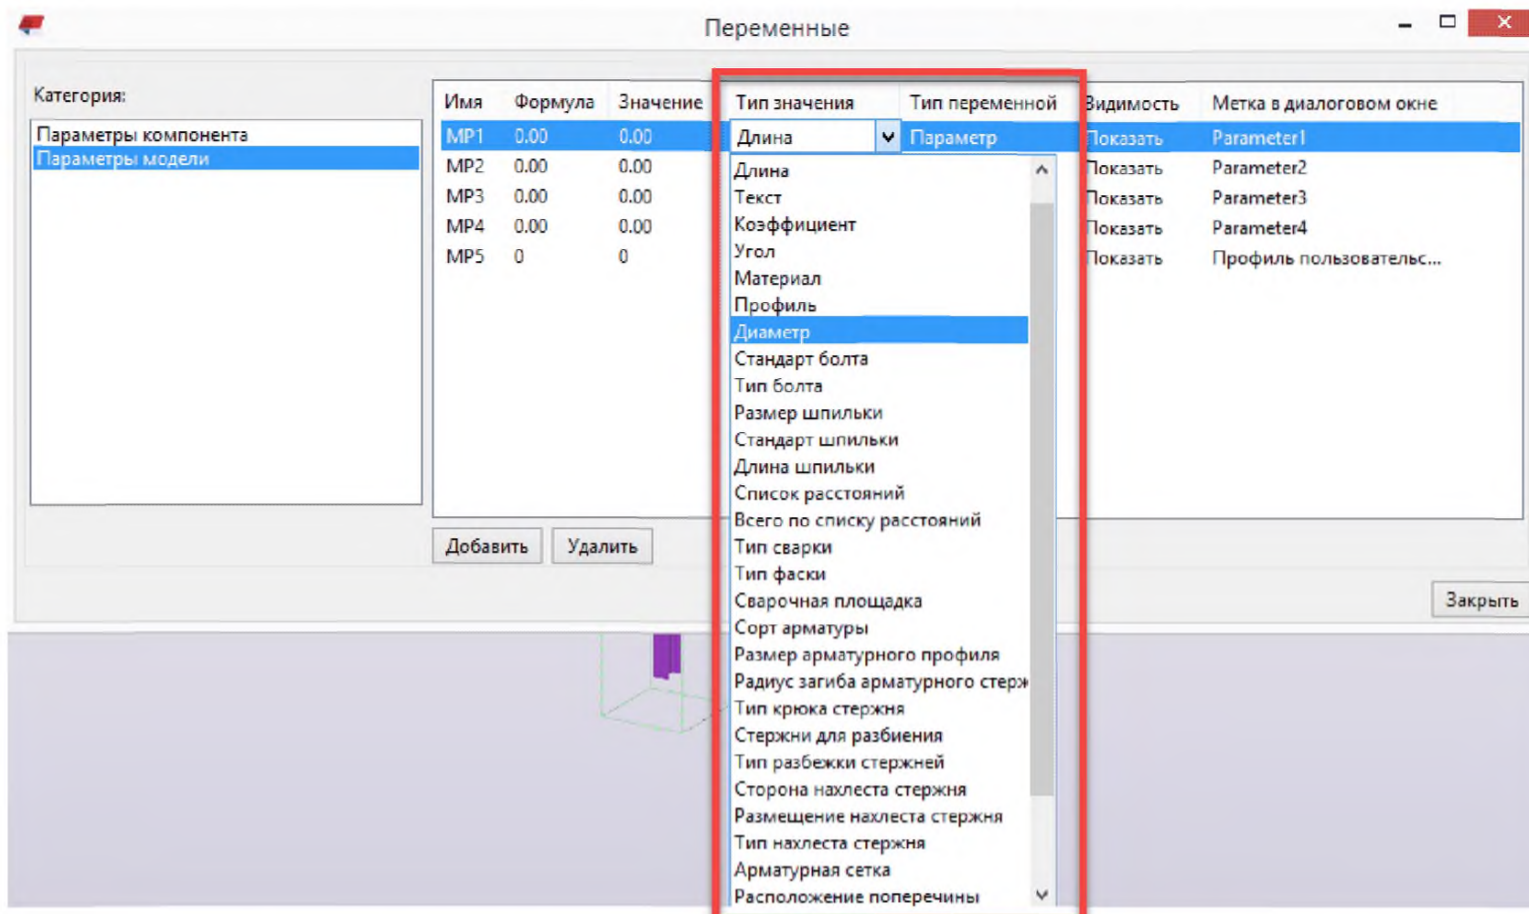 Переменные
Категория:
Параметры компонента
Параметры модели
Имя Формула Значение Тип значения Тип переменной Видимость Метка в диалоговом окне
MP1 0.00 0.00 Длина Параметр Показать Parameter1
MP2 0.00 0.00 Показать Parameter2
MP3 0.00 0.00 Показать Parameter3
MP4 0.00 0.00 Показать Parameter4
MP5 0 0 Показать Профиль пользовательс...
Длина
Текст
Коэффициент
Угол
Материал
Профиль
Диаметр
Стандарт болта
Тип болта
Размер шпильки
Стандарт шпильки
Длина шпильки
Список расстояний
Всего по списку расстояний
Тип сварки
Тип фаски
Сварочная площадка
Сорт арматуры
Размер арматурного профиля
Радиус загиба арматурного стерж
Тип крюка стержня
Стержни для разбиения
Тип разбежки стержней
Сторона нахлеста стержня
Размещение нахлеста стержня
Тип нахлеста стержня
Арматурная сетка
Расположение поперечины
Добавить Удалить
Закрыть